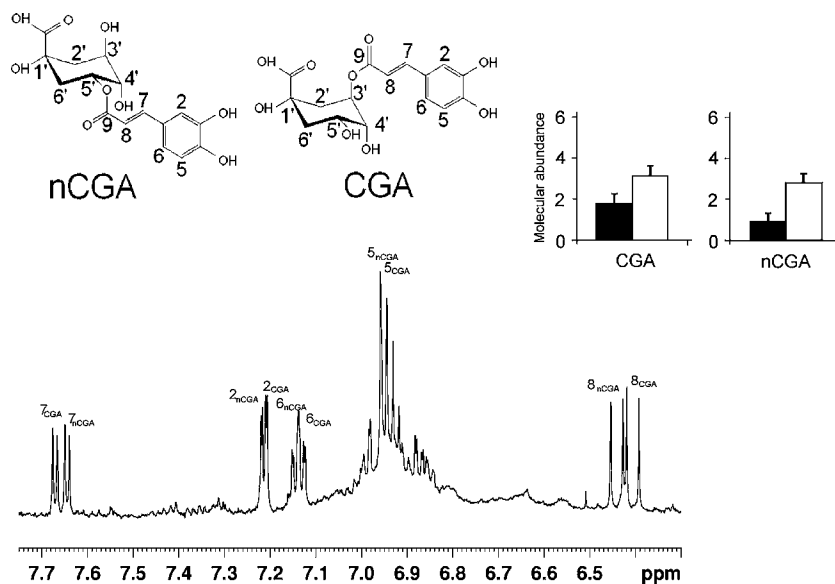 OH O
OH
2' 3'
OH 1' 4'
6' 5' O OH
O 7 2 OH
9 8
6 5 OH
nCGA
O 7 2 OH
9
OH O O 8
OH 2' 3' 6 5 OH
1' 5' 4'
6' OH
OH
CGA
Molecular abundance
6 6
4 4
2 2
0 0
CGA nCGA
5nCGA
5CGA
7CGA 7nCGA
2nCGA 2CGA
6nCGA
6CGA
8nCGA 8CGA
7.7 7.6 7.5 7.4 7.3 7.2 7.1 7.0 6.9 6.8 6.7 6.6 6.5 ppm